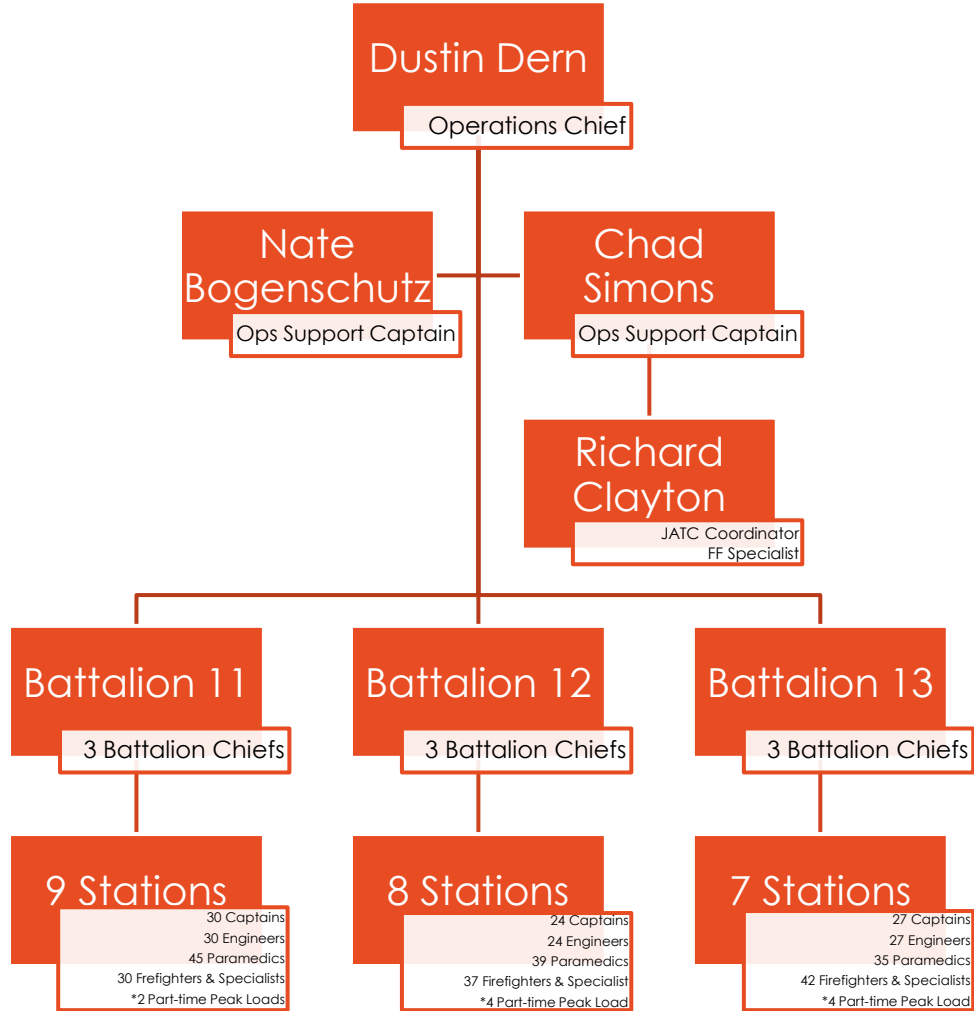 Dustin Dern
Operations Chief
Nate
Bogenschutz
Ops Support Captain
Chad
Simons
Ops Support Captain
Richard
Clayton
JATC Coordinator
FF Specialist
Battalion 11
3 Battalion Chiefs
Battalion 12
3 Battalion Chiefs
Battalion 13
3 Battalion Chiefs
9 Stations
30 Captains
30 Engineers
45 Paramedics
30 Firefighters & Specialists
*2 Part-time Peak Loads
8 Stations
24 Captains
24 Engineers
39 Paramedics
37 Firefighters & Specialist
*4 Part-time Peak Load
7 Stations
27 Captains
27 Engineers
35 Paramedics
42 Firefighters & Specialists
*4 Part-time Peak Load